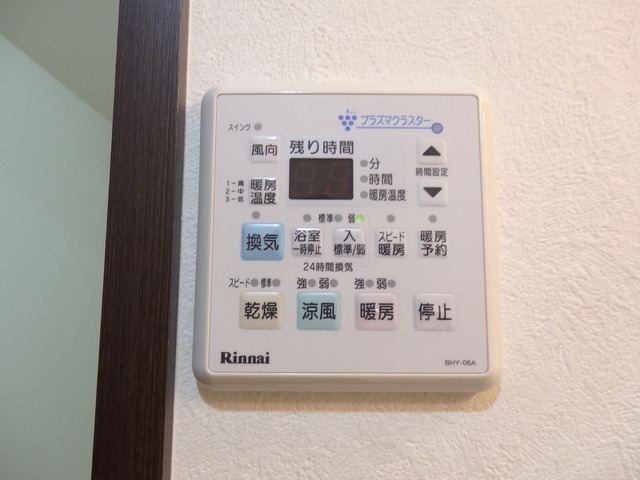 プラズマクラスター
スイング
風向
残り時間
分
時間
暖房温度
時間設定
1－高
2－中
3－低
暖房
温度
標準 弱
換気
浴室
一時停止
入
標準/弱
スピード
暖房
暖房
予約
24時間換気
スピード 標準
強 弱
強 弱
乾燥
涼風
暖房
停止
Rinnai
BHY-06A